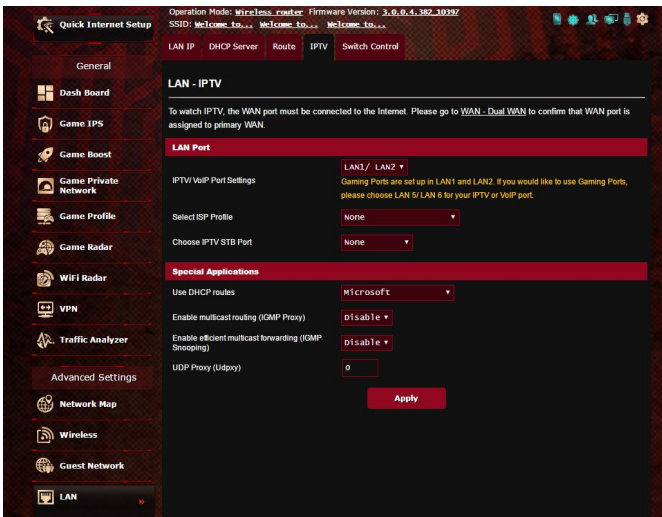 Quick Internet Setup
Operation Mode: Wireless router Firmware Version: 3.0.0.4.382_10397
SSID: Welcome to... Welcome to... Welcome to...
LAN IP DHCP Server Route IPTV Switch Control
General
Dash Board
Game IPS
Game Boost
Game Private
Network
Game Profile
Game Radar
WiFi Radar
VPN
Traffic Analyzer
Advanced Settings
Network Map
Wireless
Guest Network
LAN
LAN - IPTV
To watch IPTV, the WAN port must be connected to the Internet. Please go to WAN - Dual WAN to confirm that WAN port is
assigned to primary WAN.
LAN Port
IPTV/ VoIP Port Settings
LAN1/ LAN2
Gaming Ports are set up in LAN1 and LAN2. If you would like to use Gaming Ports,
please choose LAN 5/ LAN 6 for your IPTV or VoIP port.
Select ISP Profile None
Choose IPTV STB Port None
Special Applications
Use DHCP routes Microsoft
Enable multicast routing (IGMP Proxy) Disable
Enable efficient multicast forwarding (IGMP
Snooping) Disable
UDP Proxy (Udpxy) 0
Apply